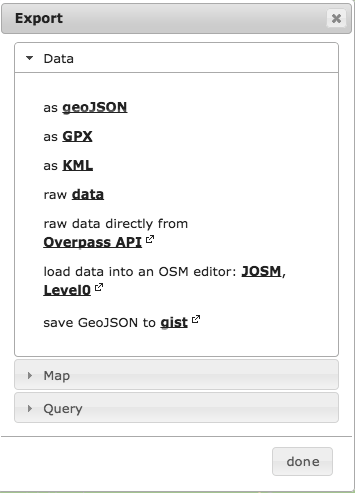 Export
Data
as geoJSON
as GPX
as KML
raw data
raw data directly from
Overpass API
load data into an OSM editor: JOSM,
Level0
save GeoJSON to gist
Map
Query
done